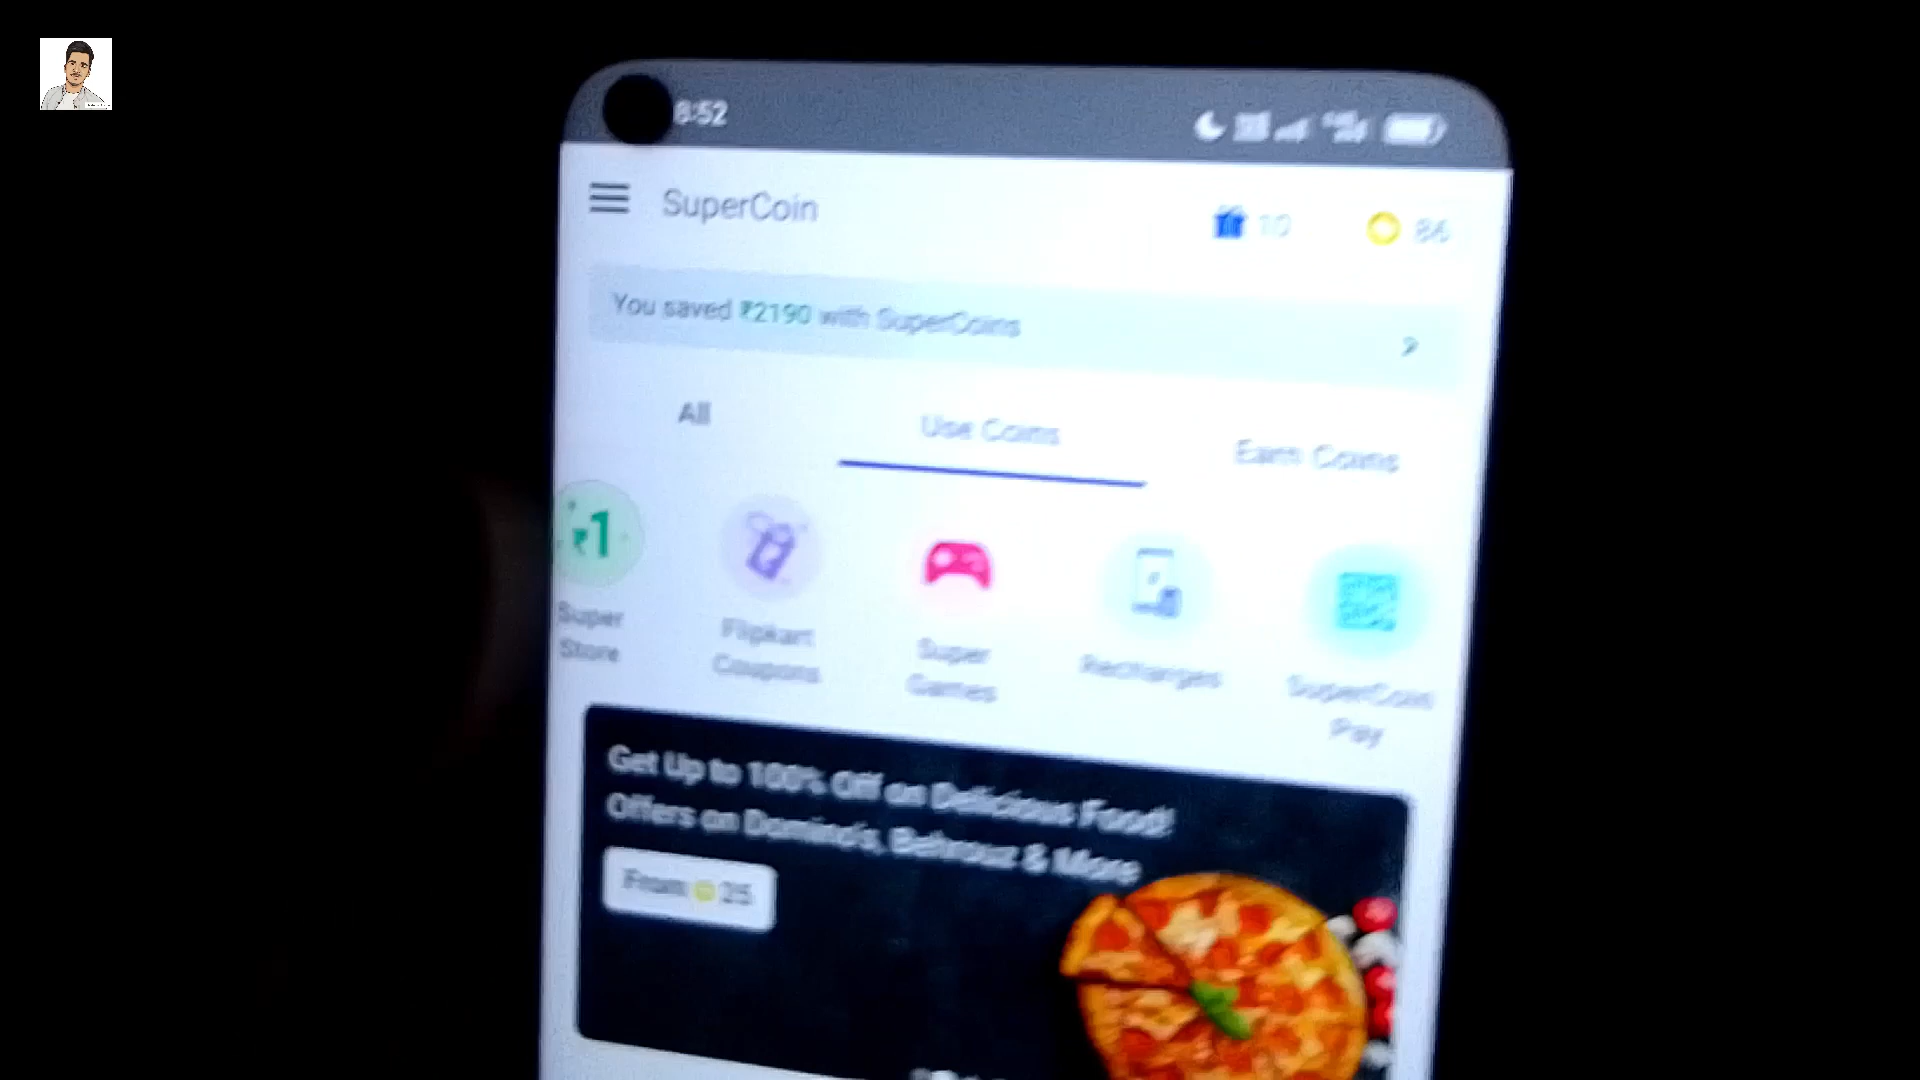 8:52
SuperCoin
10
86
You saved ₹2190 with SuperCoins
All
Use Coins
Earn Coins
₹1
Super
Store
Flipkart
Coupons
Super
Games
Recharges
SuperCoin
Pay
Get Up to 100% Off on Delicious Food!
Offers on Domino's, Behrouz & More
From 25